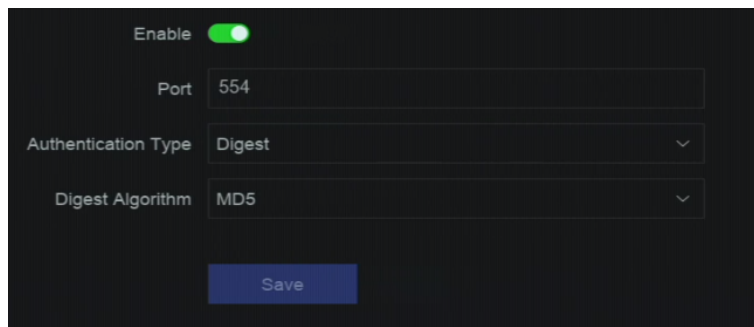 Enable
Port 554
Authentication Type Digest
Digest Algorithm MD5
Save